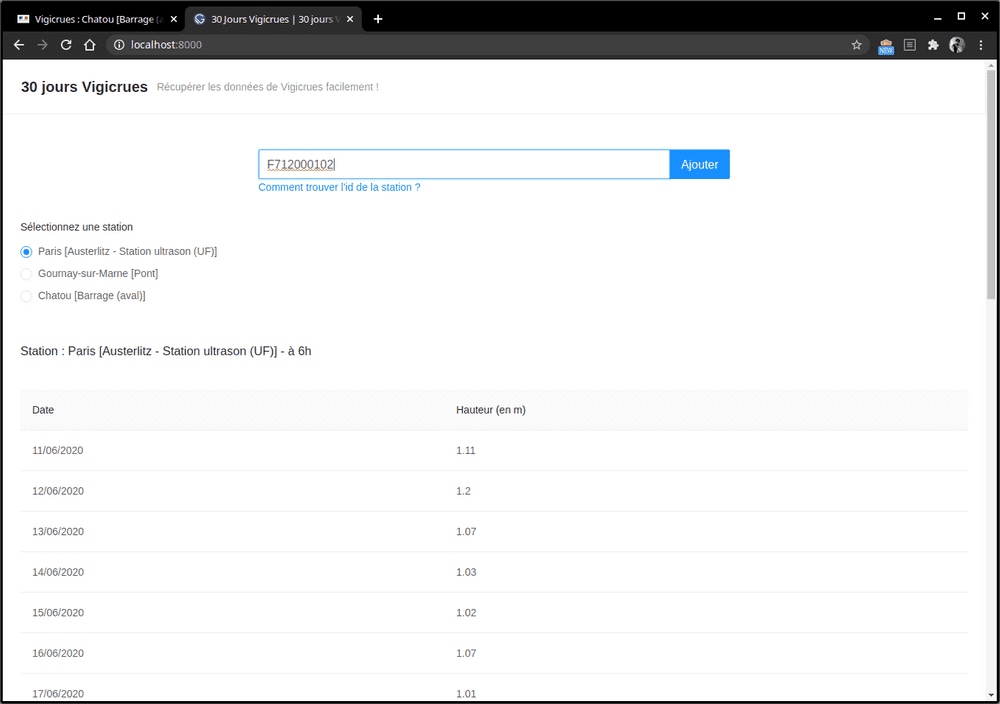 Vigicrues : Chatou [Barrage (a
30 Jours Vigicrues | 30 jours V
localhost:8000
NEW
30 jours Vigicrues Récupérer les données de Vigicrues facilement !
F712000102
Ajouter
Comment trouver l'id de la station ?
Sélectionnez une station
Paris [Austerlitz - Station ultrason (UF)]
Gournay-sur-Marne [Pont]
Chatou [Barrage (aval)]
Station : Paris [Austerlitz - Station ultrason (UF)] - à 6h
Date Hauteur (en m)
11/06/2020 1.11
12/06/2020 1.2
13/06/2020 1.07
14/06/2020 1.03
15/06/2020 1.02
16/06/2020 1.07
17/06/2020 1.01